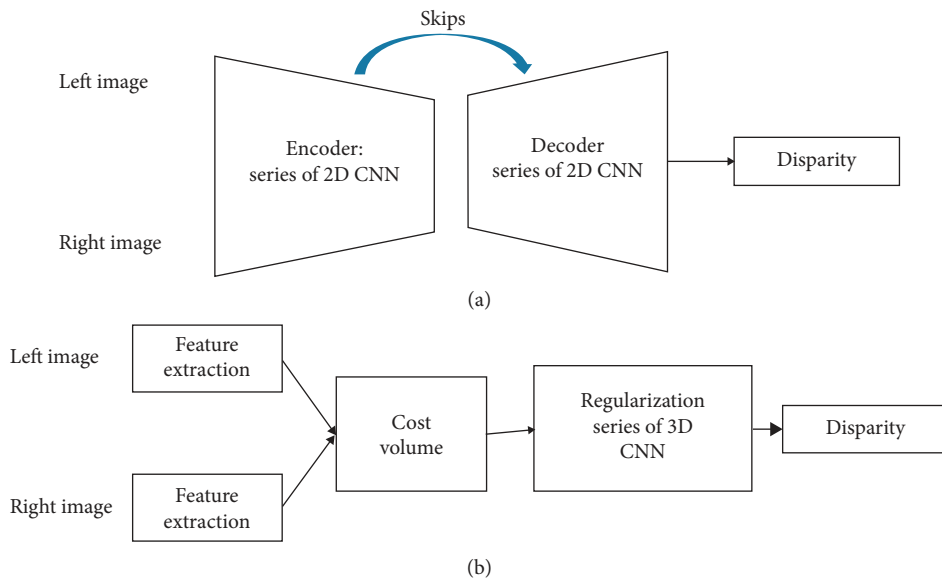 Skips
Left image
Encoder:
series of 2D CNN
Decoder
series of 2D CNN
Disparity
Right image
(a)
Left image
Feature
extraction
Cost
volume
Regularization
series of 3D
CNN
Disparity
Right image
Feature
extraction
(b)